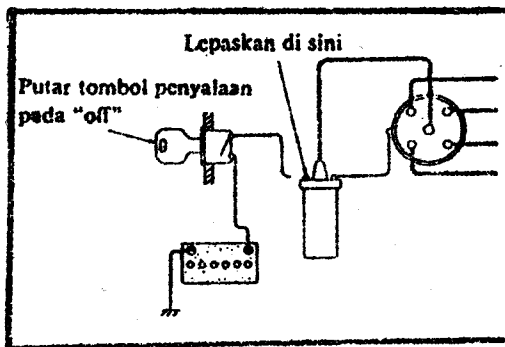 Lepaskan di sini
Putar tombol penyalaan
pada "off"